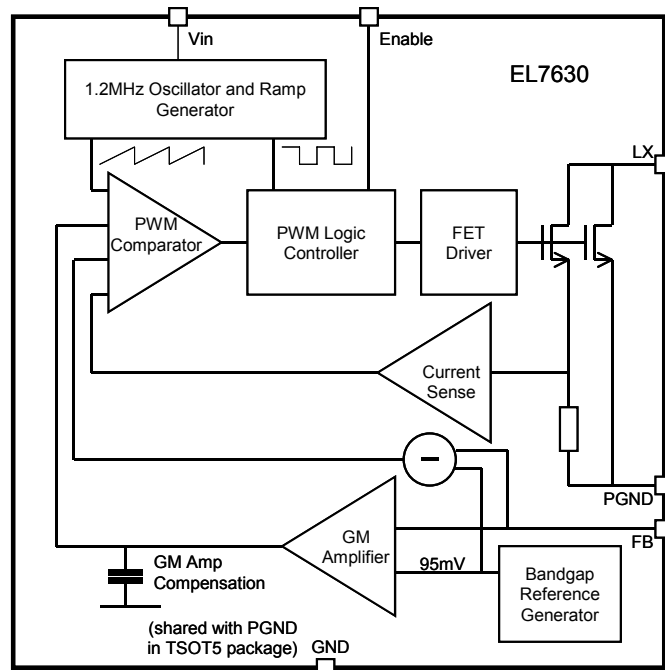 Vin
Enable
EL7630
1.2MHz Oscillator and Ramp
Generator
LX
PWM
Comparator
PWM Logic
Controller
FET
Driver
Current
Sense
-
PGND
FB
GM
Amplifier
95mV
Bandgap
Reference
Generator
GM Amp
Compensation
(shared with PGND
in TSOT5 package)
GND